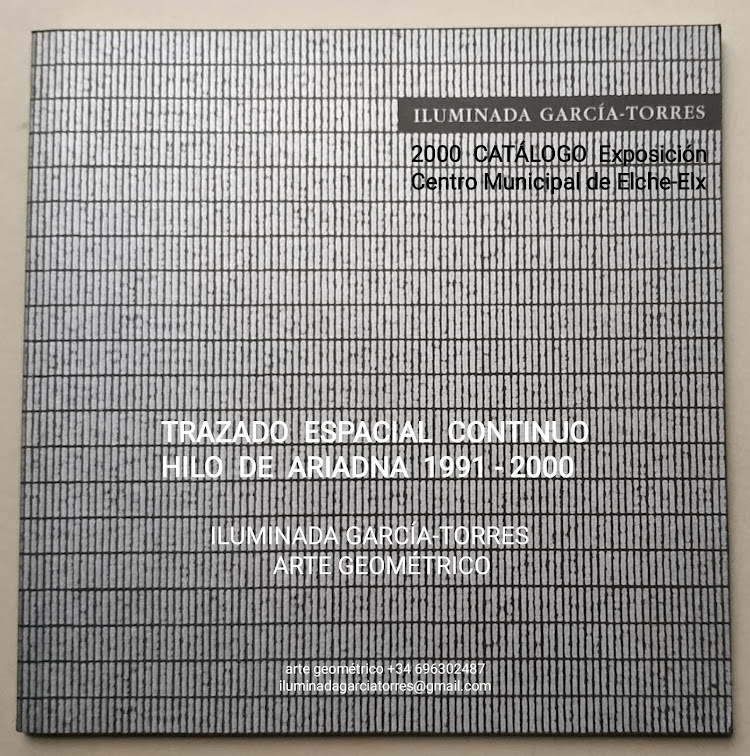 ILUMINADA GARCÍA-TORRES
2000 CATÁLOGO Exposición
Centro Municipal de Elche-Elx
TRAZADO ESPACIAL CONTINUO
HILO DE ARIADNA 1991 - 2000
ILUMINADA GARCÍA-TORRES
ARTE GEOMÉTRICO
arte geométrico +34 696302487
iluminadagarciatorres@gmail.com